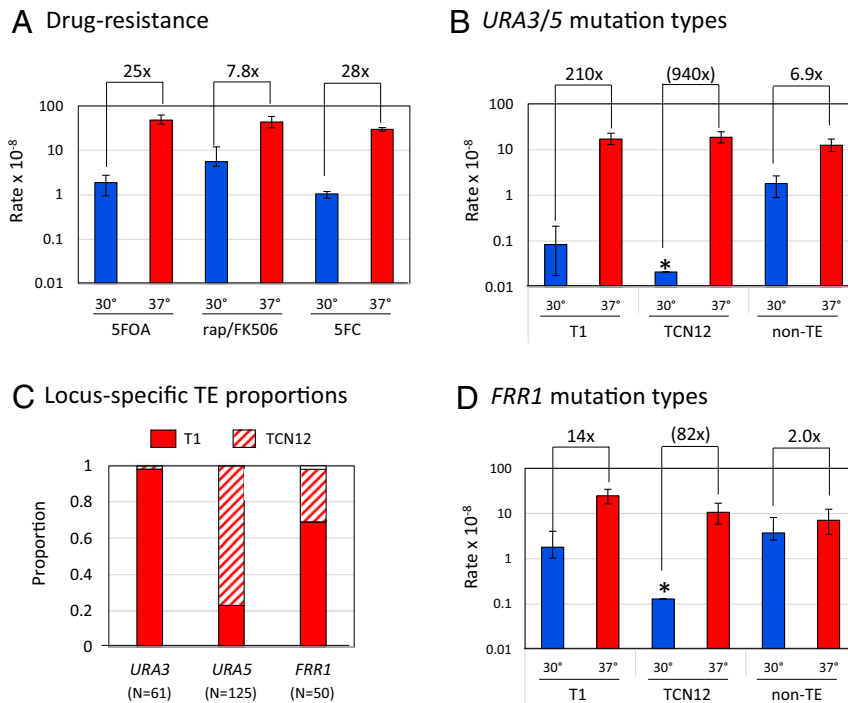 A Drug-resistance
25x 7.8x 28x
100
10
1
0.1
0.01
Rate x 10-8
30° 37° 30° 37° 30° 37°
5FOA rap/FK506 5FC
B URA3/5 mutation types
210x (940x) 6.9x
100
10
1
0.1
0.01
Rate x 10-8
*
30° 37° 30° 37° 30° 37°
T1 TCN12 non-TE
C Locus-specific TE proportions
T1 TCN12
1
0.8
0.6
0.4
0.2
0
Proportion
URA3 URA5 FRR1
(N=61) (N=125) (N=50)
D FRR1 mutation types
14x (82x) 2.0x
100
10
1
0.1
0.01
Rate x 10-8
*
30° 37° 30° 37° 30° 37°
T1 TCN12 non-TE